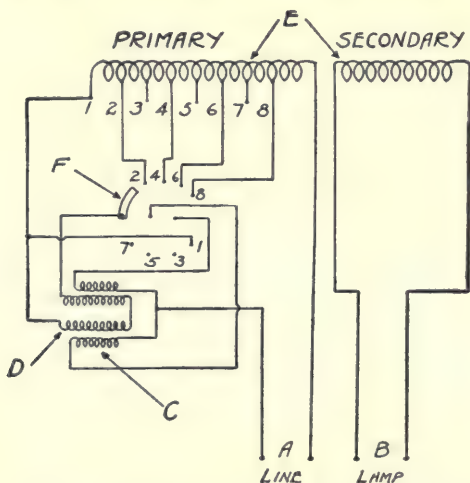 E
PRIMARY SECONDARY
1 2 3 4 5 6 7 8
F
2 4 6 8
7 5 3 1
D
C
A B
LINE LAMP